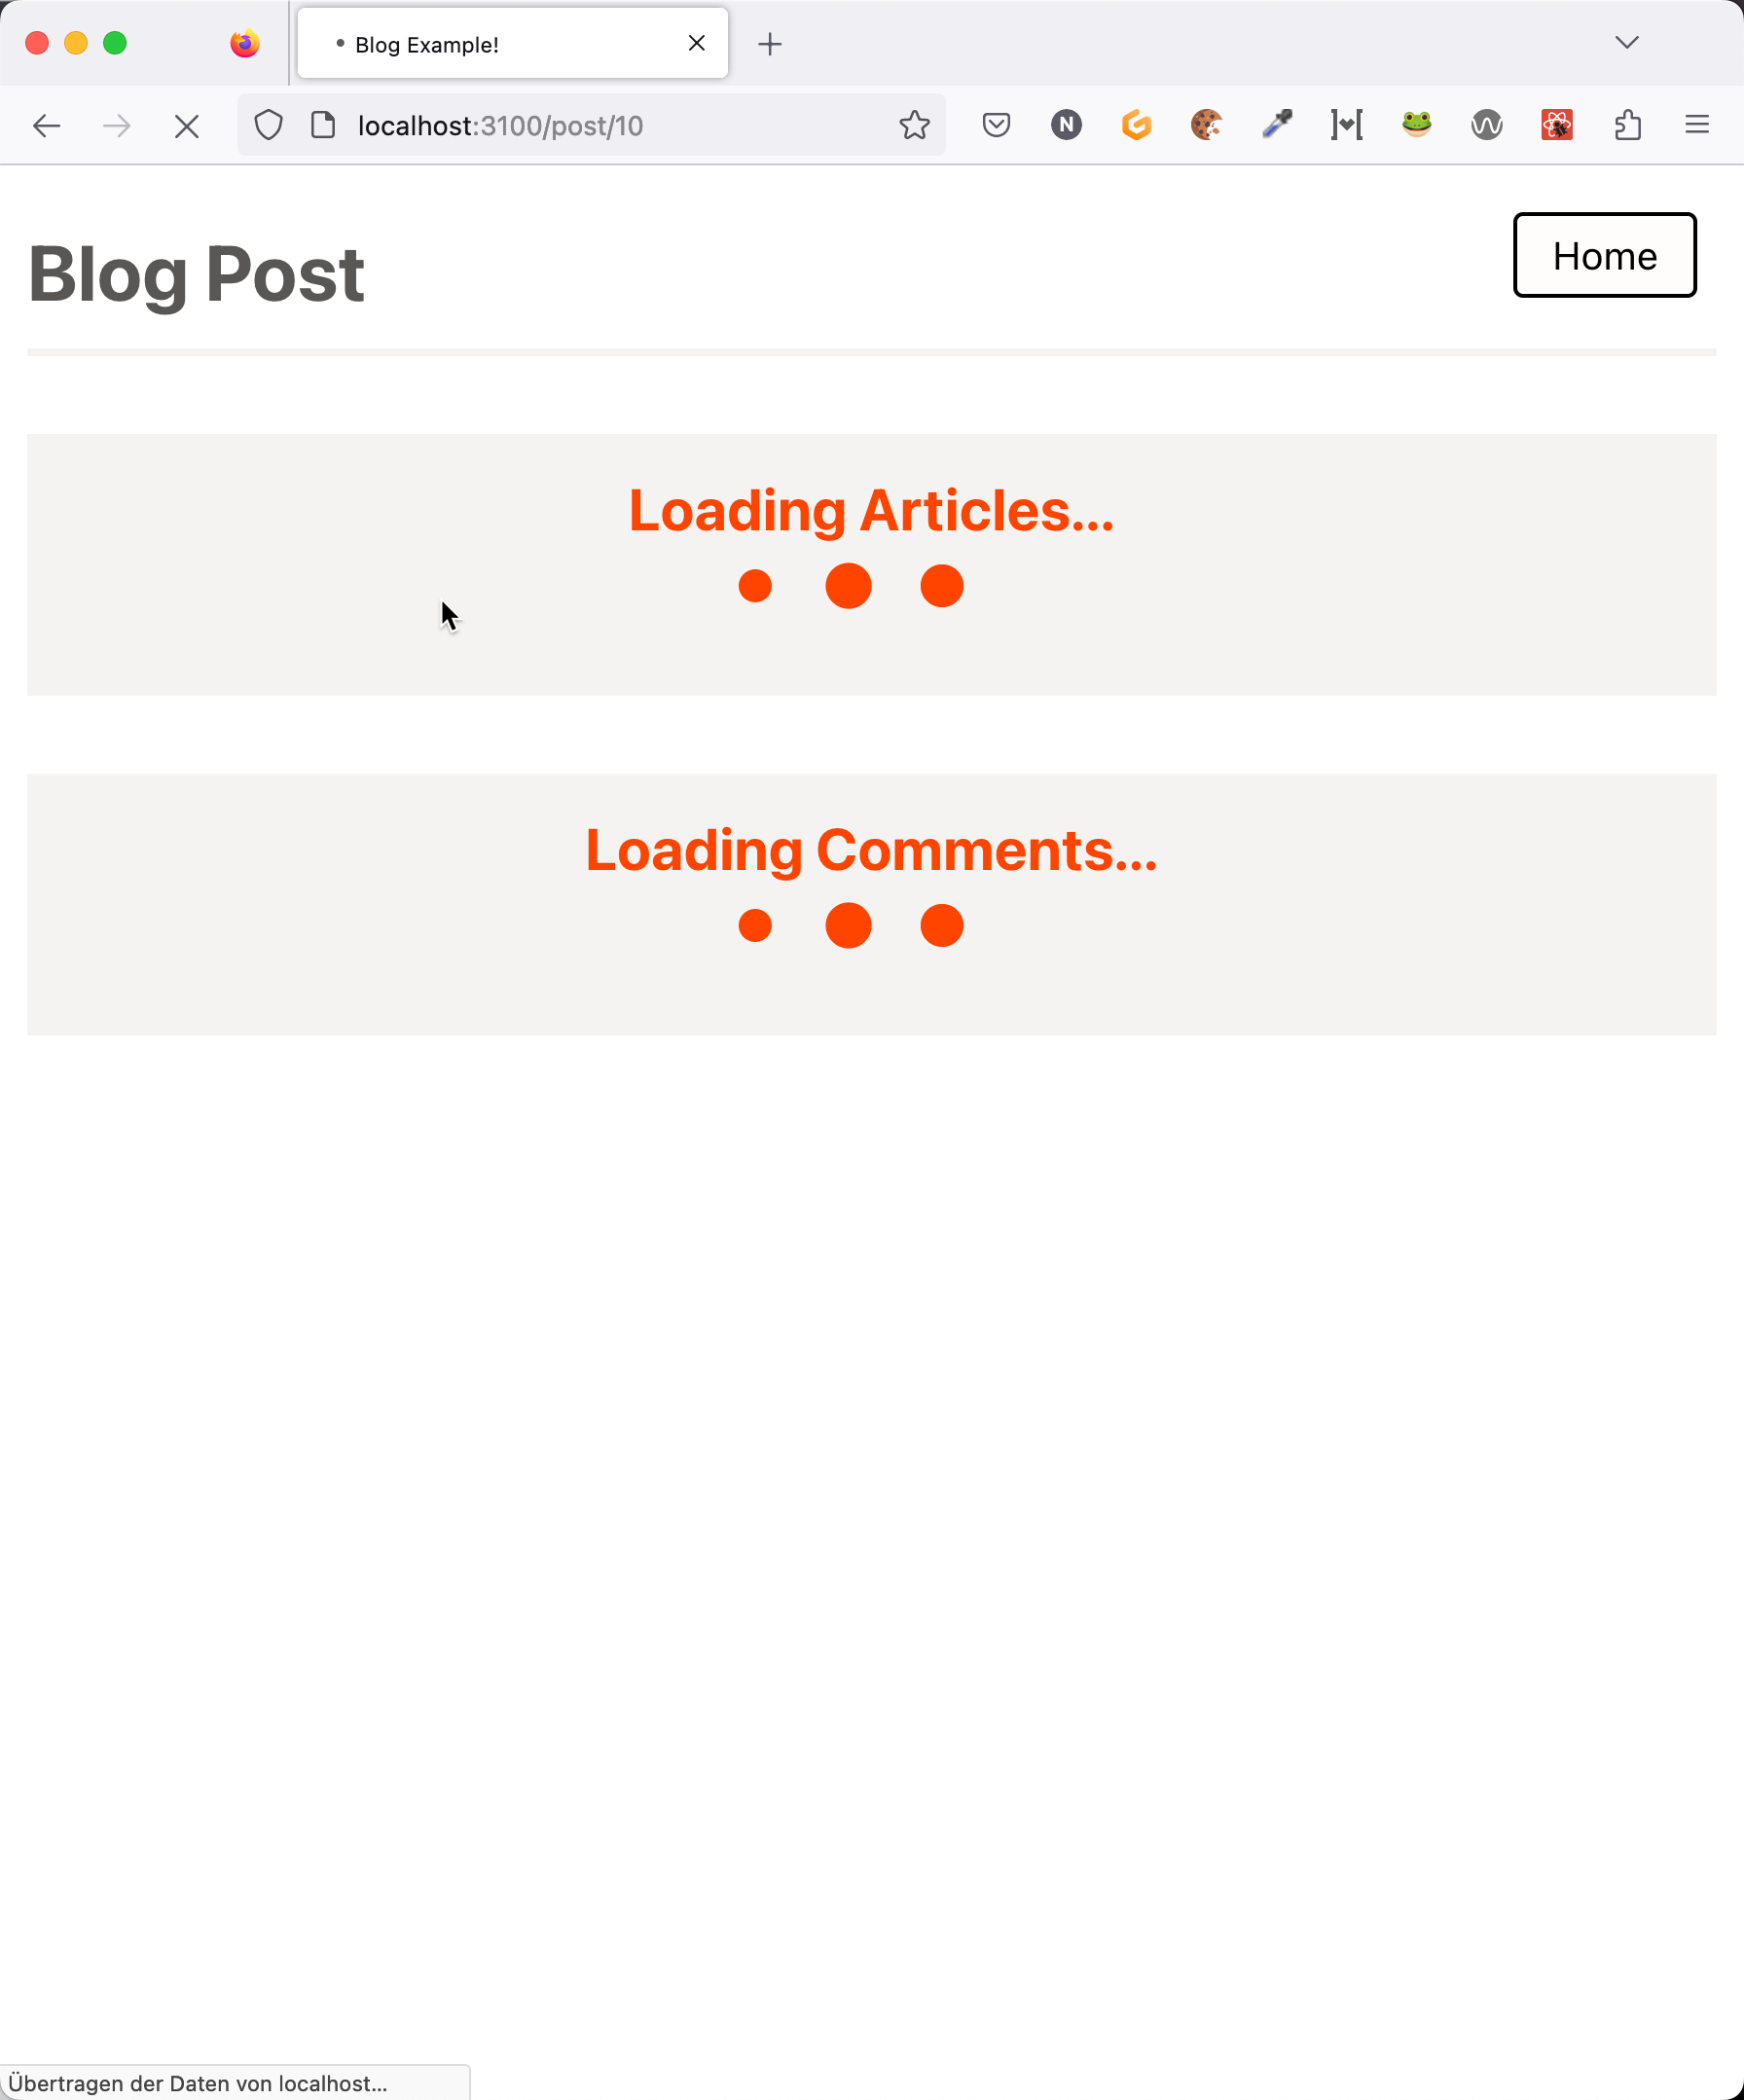 Blog Example!
localhost:3100/post/10
N
Blog Post
Home
Loading Articles...
Loading Comments...
Übertragen der Daten von localhost...